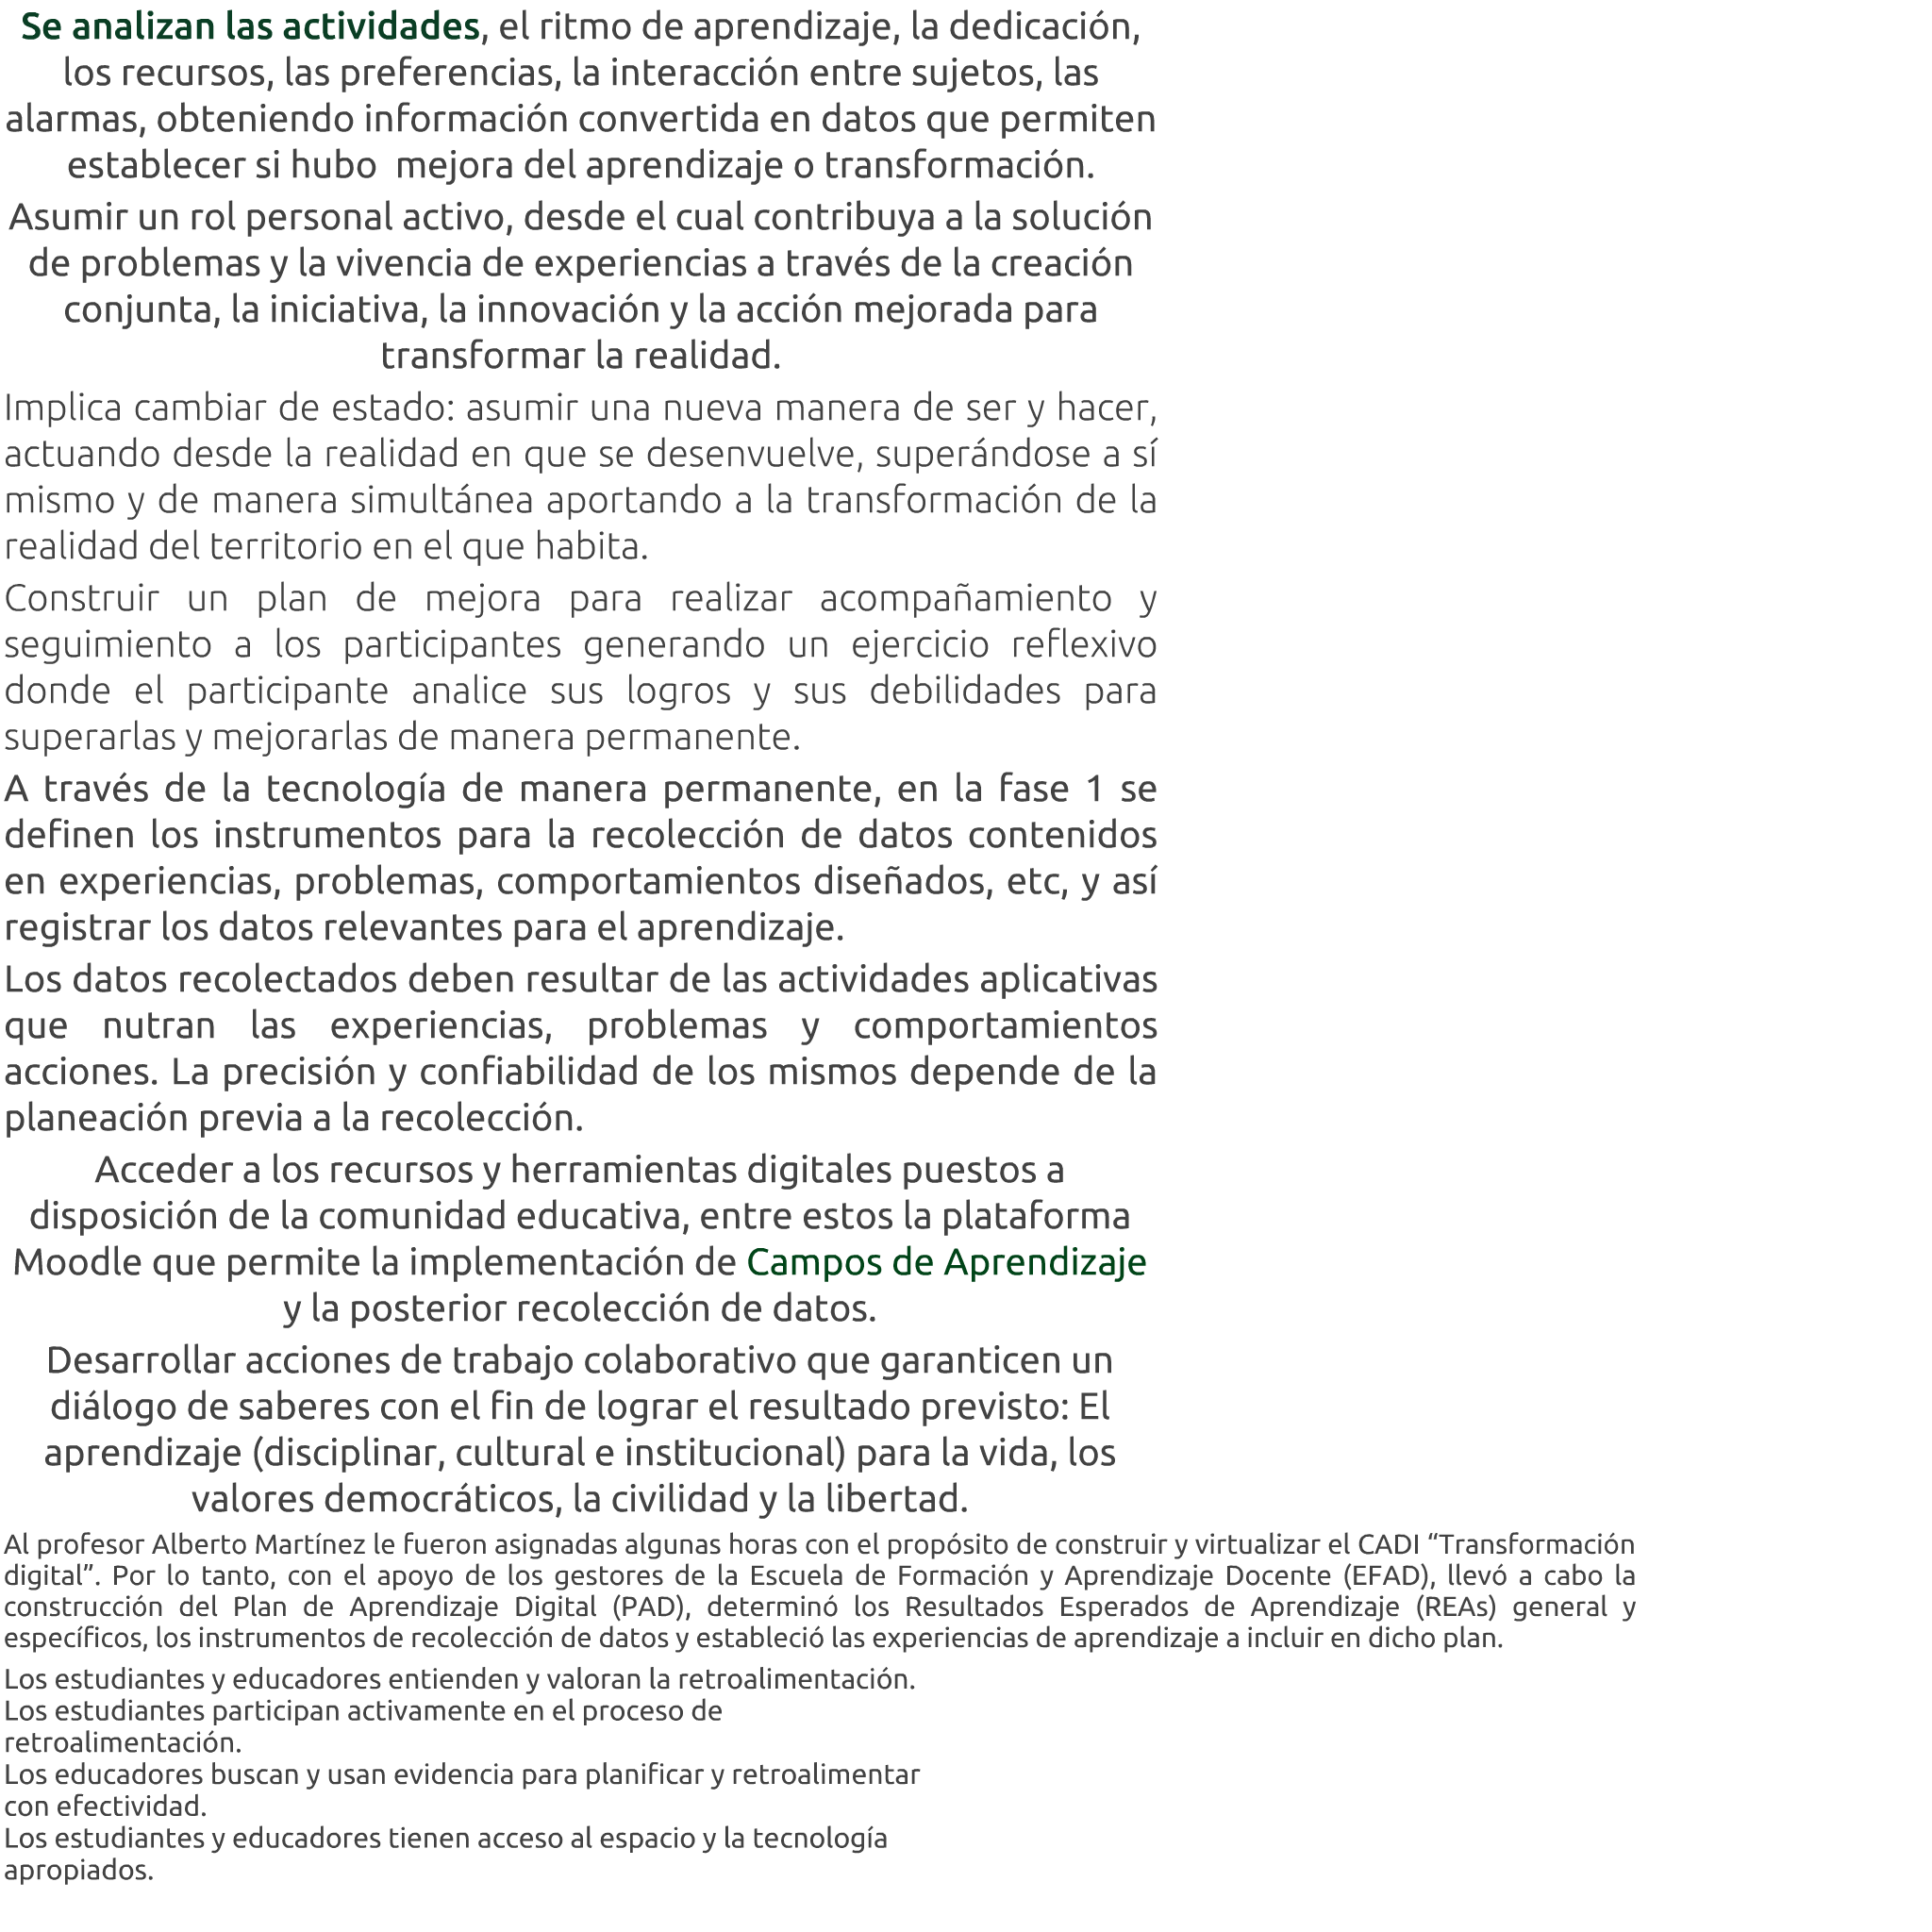 Se analizan las actividades, el ritmo de aprendizaje, la dedicación,
los recursos, las preferencias, la interacción entre sujetos, las
alarmas, obteniendo información convertida en datos que permiten
establecer si hubo  mejora del aprendizaje o transformación.
Asumir un rol personal activo, desde el cual contribuya a la solución
de problemas y la vivencia de experiencias a través de la creación
conjunta, la iniciativa, la innovación y la acción mejorada para
transformar la realidad.
Implica cambiar de estado: asumir una nueva manera de ser y hacer,
actuando desde la realidad en que se desenvuelve, superándose a sí
mismo y de manera simultánea aportando a la transformación de la
realidad del territorio en el que habita.
Construir un plan de mejora para realizar acompañamiento y
seguimiento a los participantes generando un ejercicio reflexivo
donde el participante analice sus logros y sus debilidades para
superarlas y mejorarlas de manera permanente.
A través de la tecnología de manera permanente, en la fase 1 se
definen los instrumentos para la recolección de datos contenidos
en experiencias, problemas, comportamientos diseñados, etc, y así
registrar los datos relevantes para el aprendizaje.
Los datos recolectados deben resultar de las actividades aplicativas
que nutran las experiencias, problemas y comportamientos
acciones. La precisión y confiabilidad de los mismos depende de la
planeación previa a la recolección.
Acceder a los recursos y herramientas digitales puestos a
disposición de la comunidad educativa, entre estos la plataforma
Moodle que permite la implementación de Campos de Aprendizaje
y la posterior recolección de datos.
Desarrollar acciones de trabajo colaborativo que garanticen un
diálogo de saberes con el fin de lograr el resultado previsto: El
aprendizaje (disciplinar, cultural e institucional) para la vida, los
valores democráticos, la civilidad y la libertad.
Al profesor Alberto Martínez le fueron asignadas algunas horas con el propósito de construir y virtualizar el CADI “Transformación
digital”. Por lo tanto, con el apoyo de los gestores de la Escuela de Formación y Aprendizaje Docente (EFAD), llevó a cabo la
construcción del Plan de Aprendizaje Digital (PAD), determinó los Resultados Esperados de Aprendizaje (REAs) general y
específicos, los instrumentos de recolección de datos y estableció las experiencias de aprendizaje a incluir en dicho plan.
Los estudiantes y educadores entienden y valoran la retroalimentación.
Los estudiantes participan activamente en el proceso de
retroalimentación.
Los educadores buscan y usan evidencia para planificar y retroalimentar
con efectividad.
Los estudiantes y educadores tienen acceso al espacio y la tecnología
apropiados.